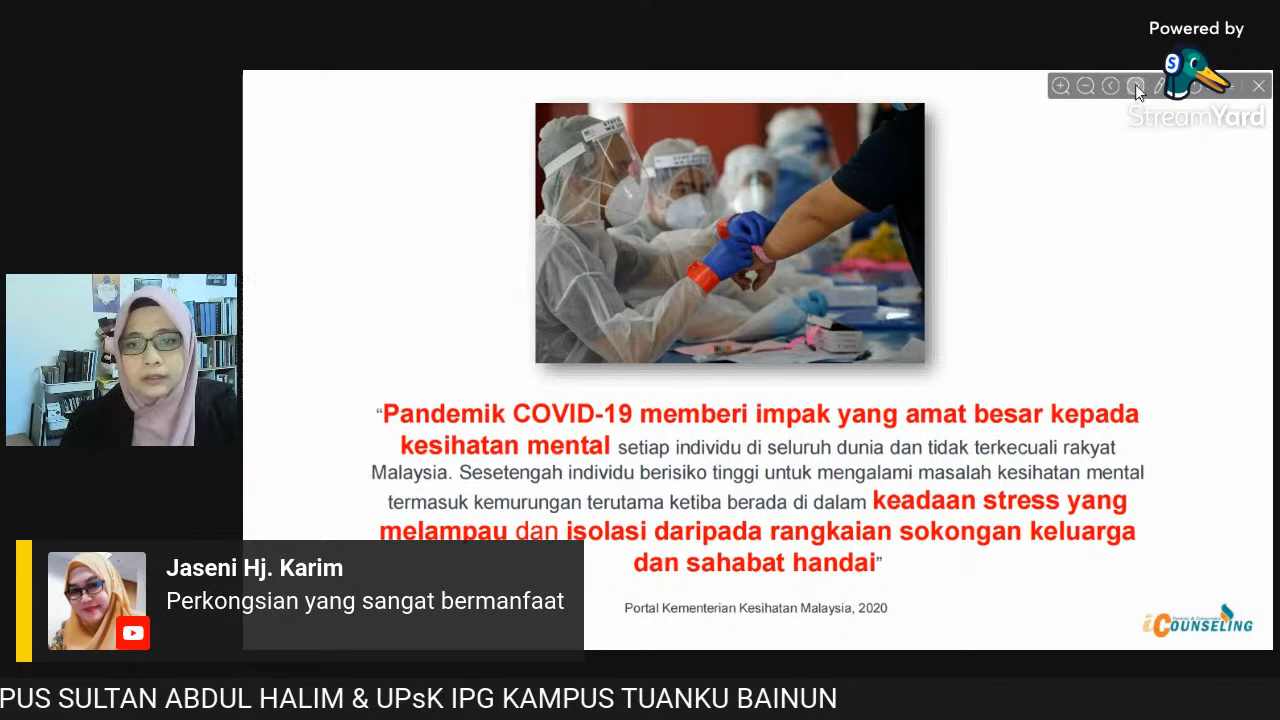 Powered by
StreamYard
“Pandemik COVID-19 memberi impak yang amat besar kepada
kesihatan mental setiap individu di seluruh dunia dan tidak terkecuali rakyat
Malaysia. Sesetengah individu berisiko tinggi untuk mengalami masalah kesihatan mental
termasuk kemurungan terutama ketiba berada di dalam keadaan stress yang
melampau dan isolasi daripada rangkaian sokongan keluarga
dan sahabat handai”
Portal Kementerian Kesihatan Malaysia, 2020
iCOUNSELING
Jaseni Hj. Karim
Perkongsian yang sangat bermanfaat
PUS SULTAN ABDUL HALIM & UPsK IPG KAMPUS TUANKU BAINUN